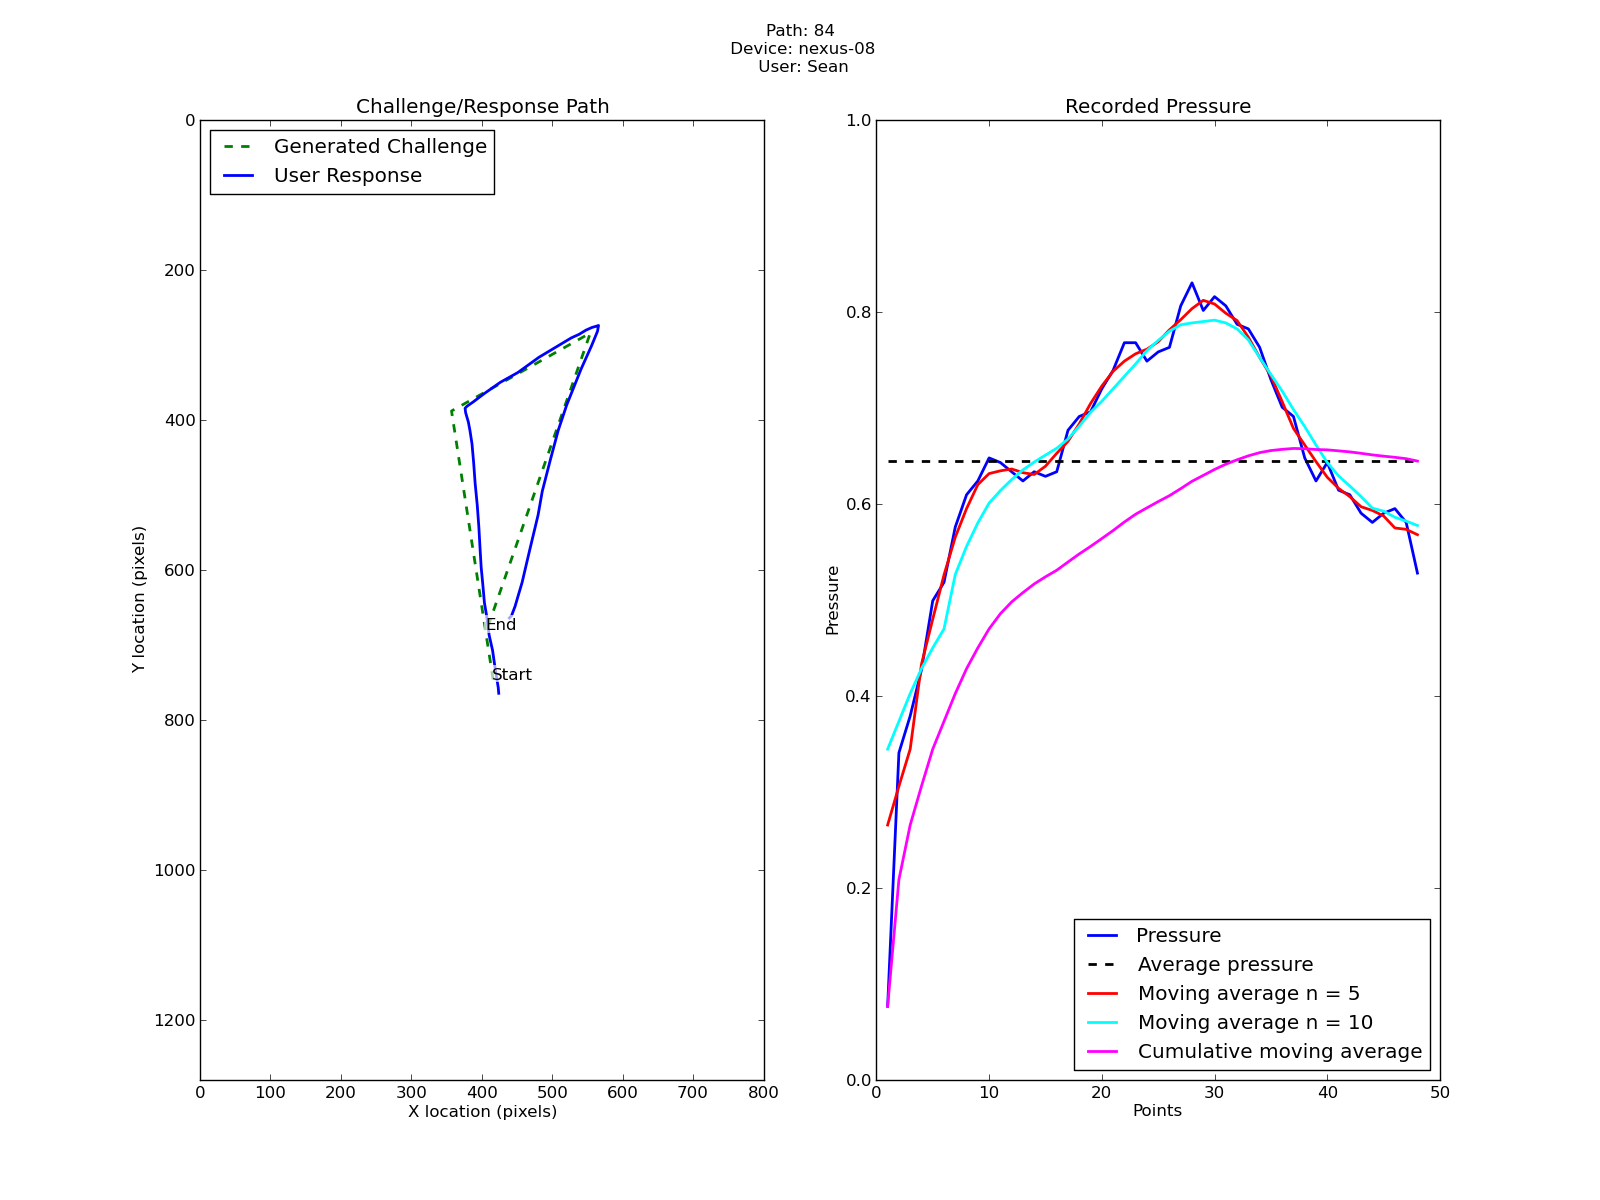 Path: 84
Device: nexus-08
User: Sean
Challenge/Response Path
Generated Challenge
User Response
0
200
400
600
800
1000
1200
Y location (pixels)
End
Start
0 100 200 300 400 500 600 700 800
X location (pixels)
Recorded Pressure
1.0
0.8
0.6
0.4
0.2
0.0
Pressure
Pressure
Average pressure
Moving average n = 5
Moving average n = 10
Cumulative moving average
0 10 20 30 40 50
Points